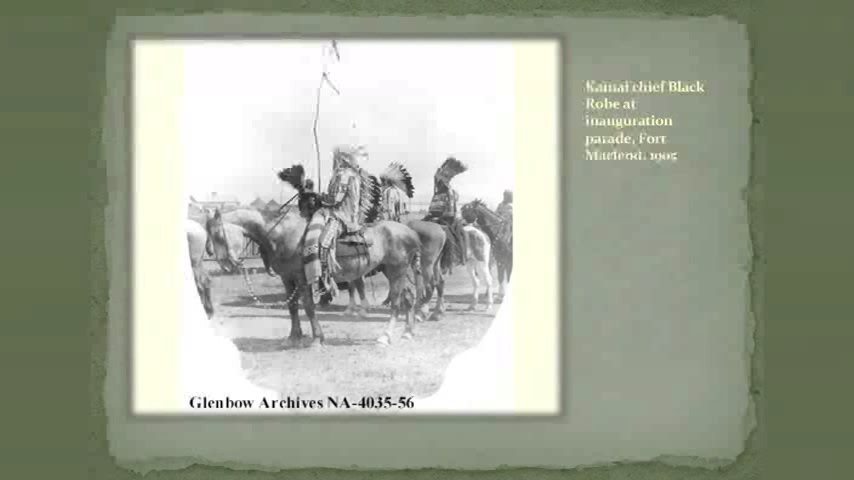 Kainai chief Black
Robe at
inauguration
parade, Fort
Macleod, 1905
Glenbow Archives NA-4035-56